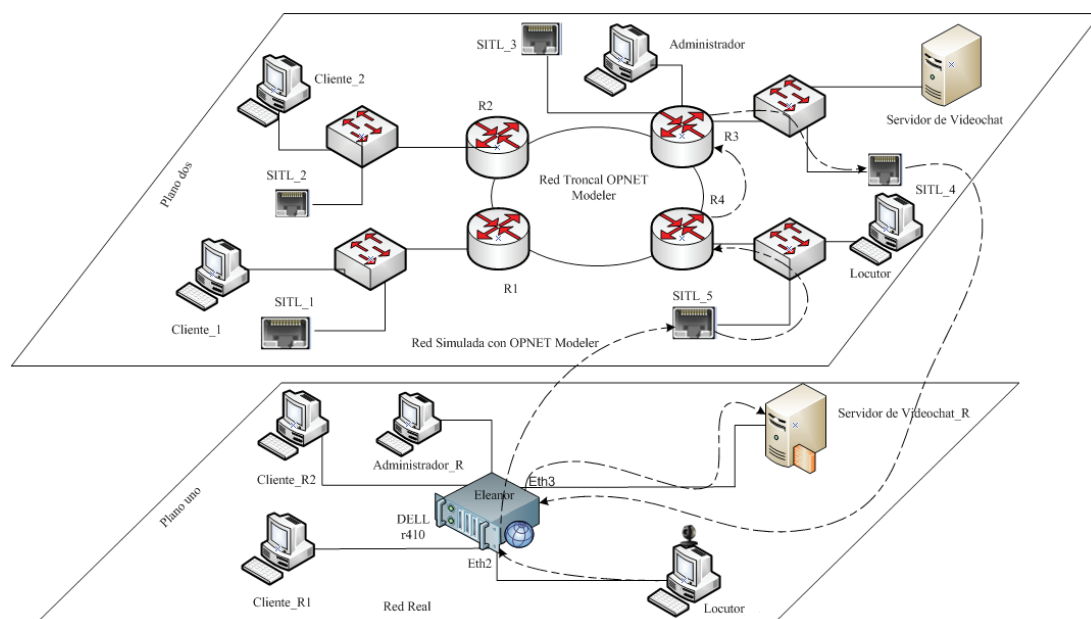 SITL_3
Administrador
Cliente_2
R2
R3
Servidor de Videochat
Plano dos
SITL_2
Red Troncal OPNET
Modeler
R4
SITL_4
Cliente_1
SITL_1
R1
SITL_5
Locutor
Red Simulada con OPNET Modeler
Plano uno
Cliente_R2
Administrador_R
Servidor de Videochat_R
Eleanor
Eth3
DELL
r410
Eth2
Cliente_R1
Red Real
Locutor